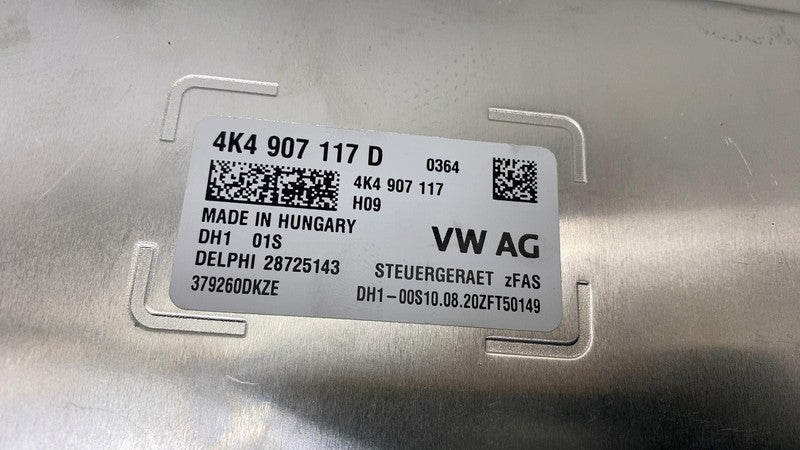 4K4 907 117 D 0364
4K4 907 117
H09
MADE IN HUNGARY
DH1 01S
VW AG
DELPHI 28725143
STEUERGERAET zFAS
379260DKZE
DH1-00S10.08.20ZFT50149